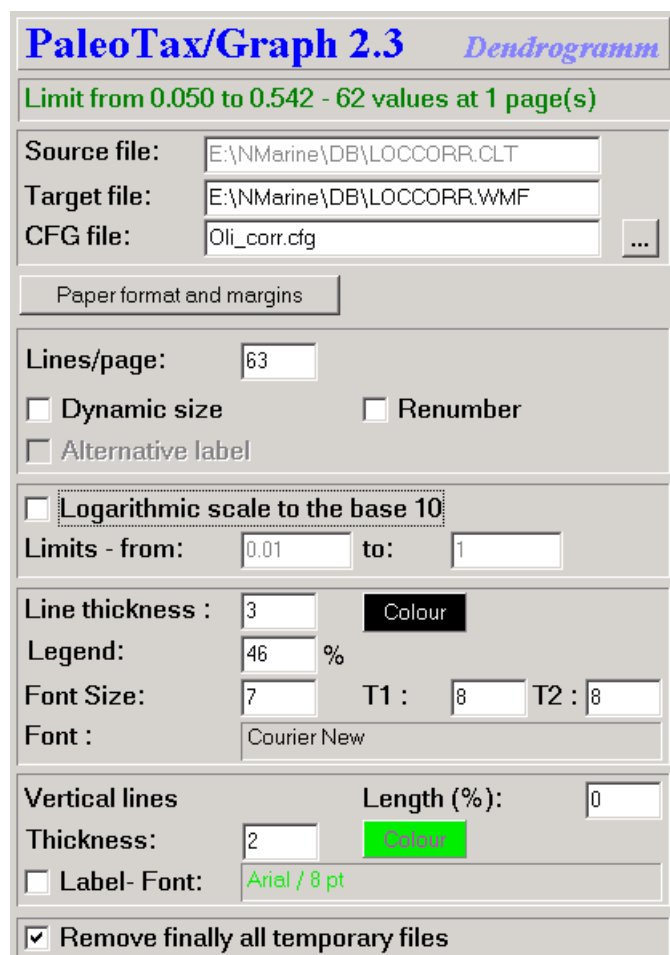 PaleoTax/Graph 2.3 Dendrogramm
Limit from 0.050 to 0.542 - 62 values at 1 page(s)
Source file: E:\NMarine\DB\LOCCORR.CLT
Target file: E:\NMarine\DB\LOCCORR.WMF
CFG file: Oli_corr.cfg ...
Paper format and margins
Lines/page: 63
Dynamic size Renumber
Alternative label
Logarithmic scale to the base 10
Limits - from: 0.01 to: 1
Line thickness : 3 Colour
Legend: 46 %
Font Size: 7 T1 : 8 T2 : 8
Font : Courier New
Vertical lines Length (%): 0
Thickness: 2 Colour
Label- Font: Arial / 8 pt
Remove finally all temporary files